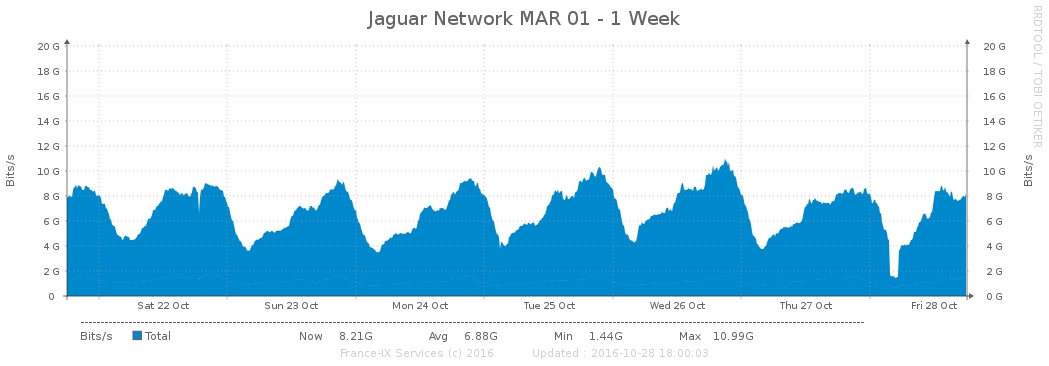 Jaguar Network MAR 01 - 1 Week
RRDTOOL / TOBI OETIKER
Bits/s
20 G 20 G
18 G 18 G
16 G 16 G
14 G 14 G
12 G 12 G
10 G 10 G
8 G 8 G
6 G 6 G
4 G 4 G
2 G 2 G
0 0 G
Bits/s
Sat 22 Oct Sun 23 Oct Mon 24 Oct Tue 25 Oct Wed 26 Oct Thu 27 Oct Fri 28 Oct
Bits/s Total Now 8.21G Avg 6.88G Min 1.44G Max 10.99G
France-IX Services (c) 2016 Updated : 2016-10-28 18:00:03